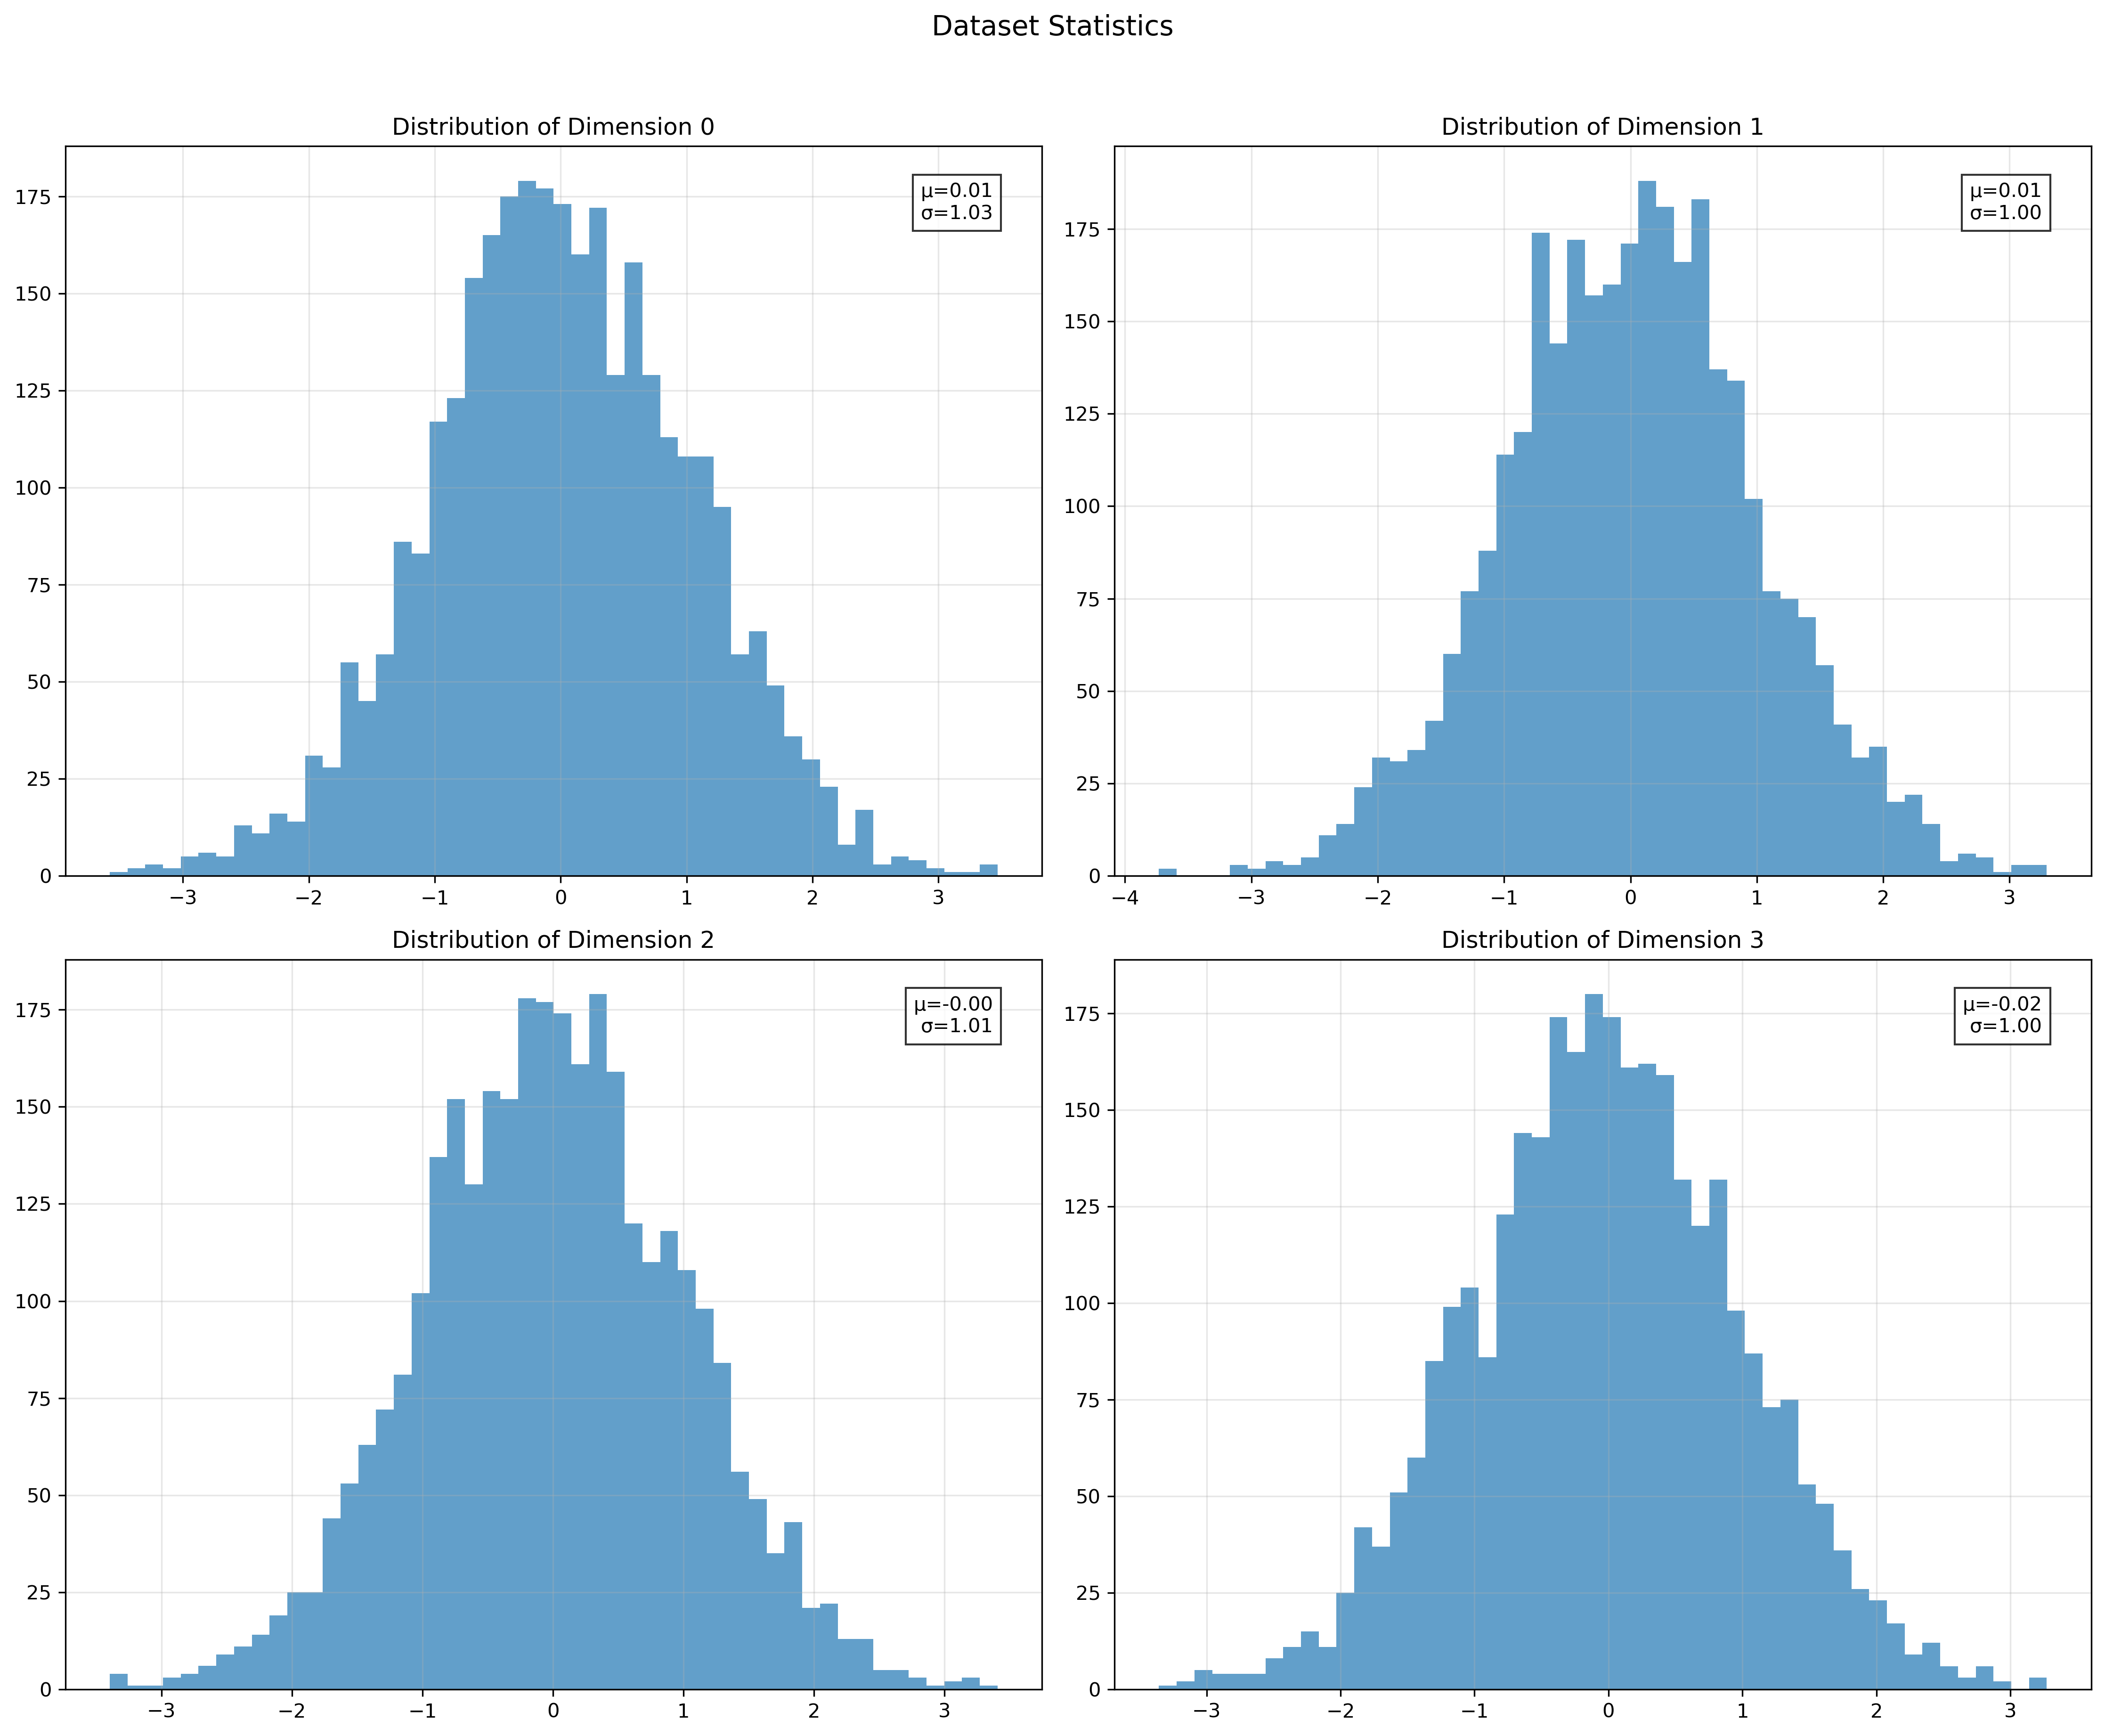 Dataset Statistics
Distribution of Dimension 0
175
150
125
100
75
50
25
0
−3 −2 −1 0 1 2 3
μ=0.01
σ=1.03
Distribution of Dimension 1
175
150
125
100
75
50
25
0
−4 −3 −2 −1 0 1 2 3
μ=0.01
σ=1.00
Distribution of Dimension 2
175
150
125
100
75
50
25
0
−3 −2 −1 0 1 2 3
μ=-0.00
σ=1.01
Distribution of Dimension 3
175
150
125
100
75
50
25
0
−3 −2 −1 0 1 2 3
μ=-0.02
σ=1.00